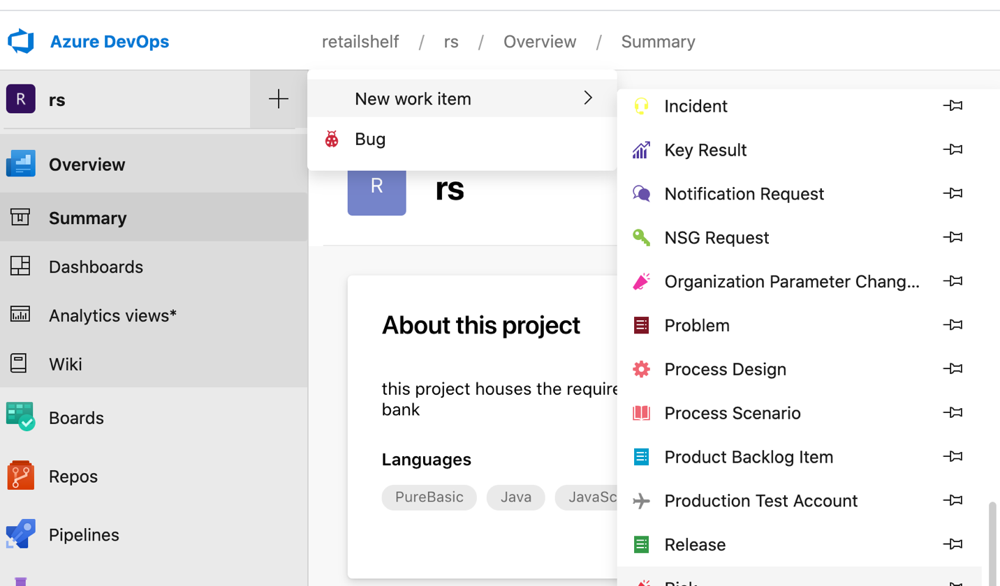 Azure DevOps
retailshelf / rs / Overview / Summary
R rs
New work item
Bug
Overview
Summary
Dashboards
Analytics views*
Wiki
Boards
Repos
Pipelines
R rs
About this project
this project houses the require
bank
Languages
PureBasic Java JavaSc
Incident
Key Result
Notification Request
NSG Request
Organization Parameter Chang...
Problem
Process Design
Process Scenario
Product Backlog Item
Production Test Account
Release